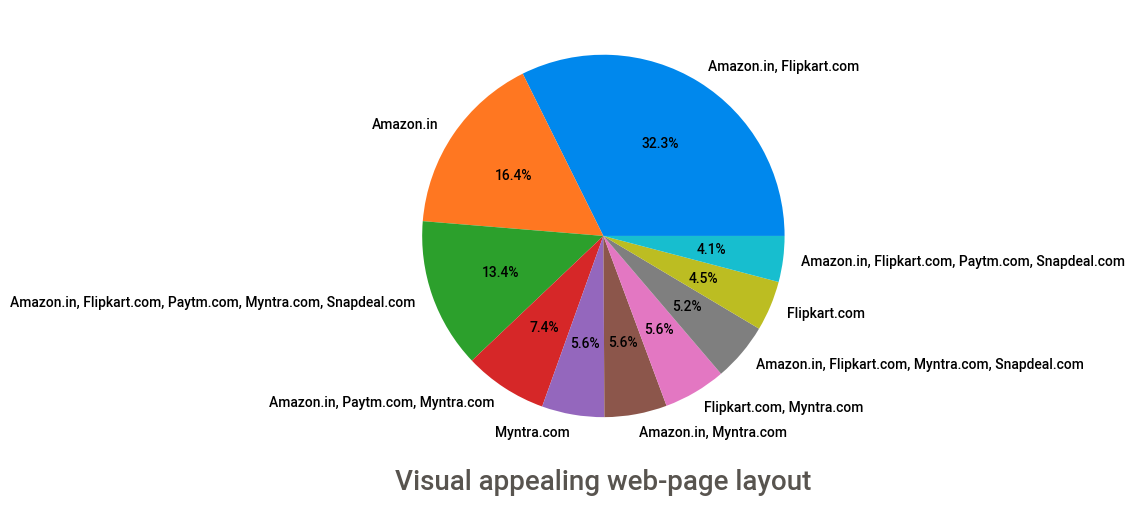 Amazon.in, Flipkart.com
Amazon.in
32.3%
16.4%
4.1%
Amazon.in, Flipkart.com, Paytm.com, Snapdeal.com
13.4%
4.5%
Amazon.in, Flipkart.com, Paytm.com, Myntra.com, Snapdeal.com
5.2%
Flipkart.com
7.4%
5.6%
5.6%
5.6%
Amazon.in, Flipkart.com, Myntra.com, Snapdeal.com
Amazon.in, Paytm.com, Myntra.com
Flipkart.com, Myntra.com
Myntra.com
Amazon.in, Myntra.com
Visual appealing web-page layout